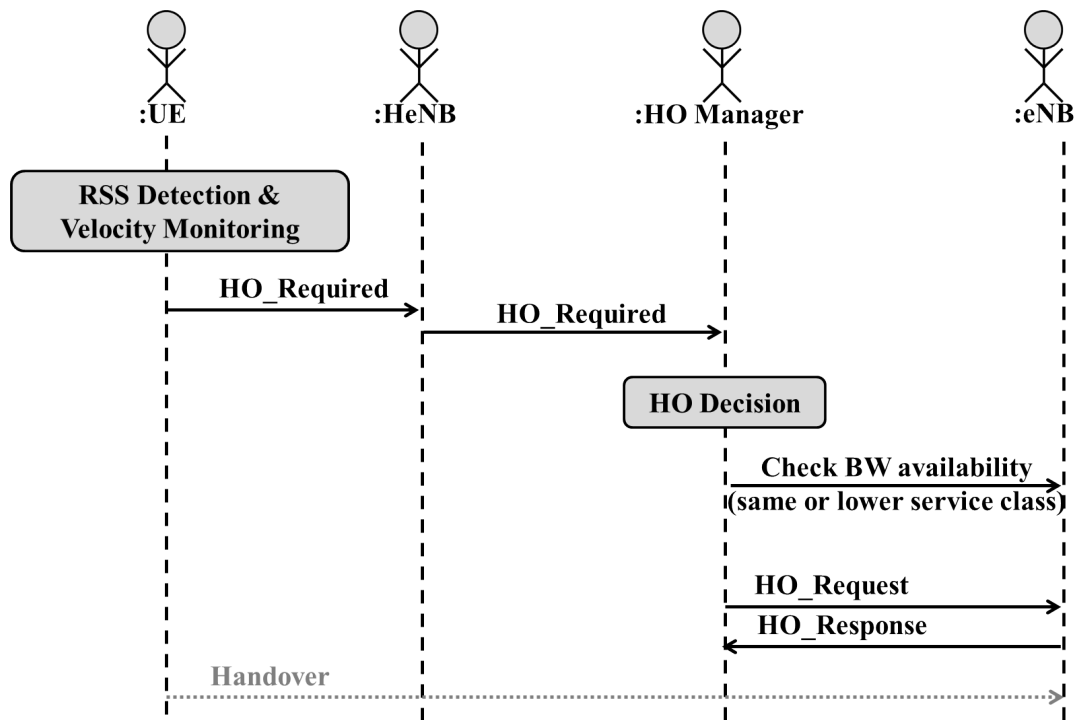 :UE
:HeNB
:HO Manager
:eNB
RSS Detection &
Velocity Monitoring
HO_Required
HO_Required
HO Decision
Check BW availability
(same or lower service class)
HO_Request
HO_Response
Handover